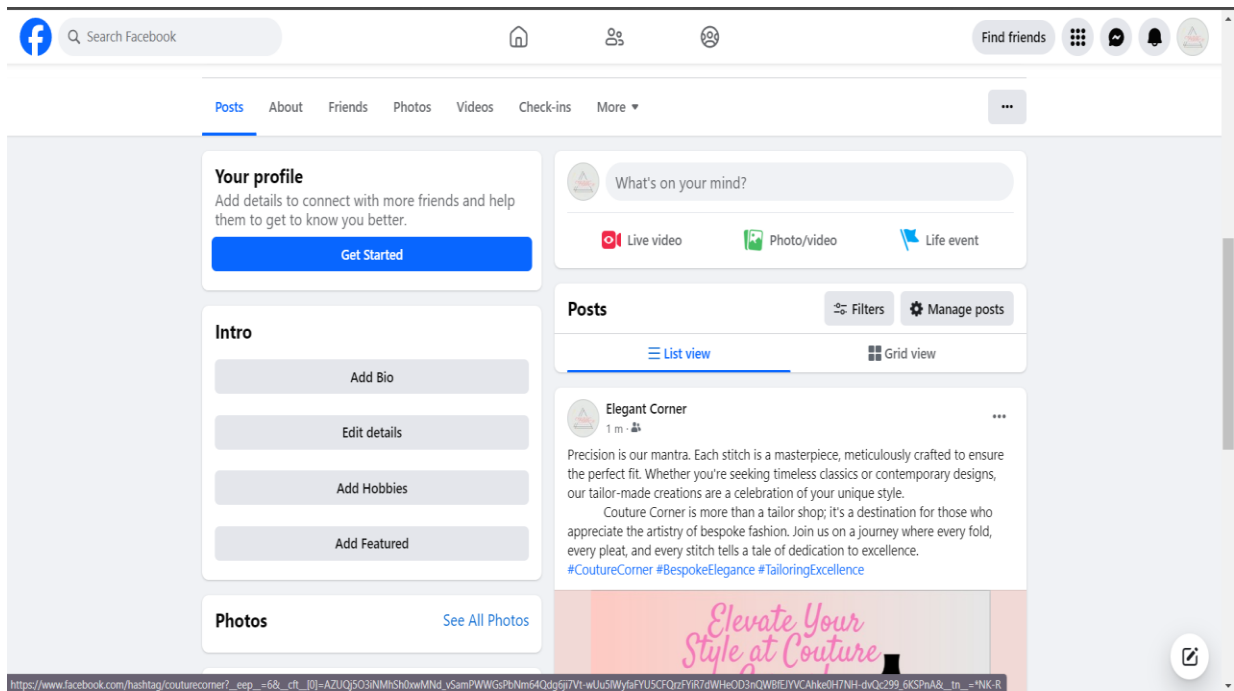 Search Facebook
Find friends
Posts
About
Friends
Photos
Videos
Check-ins
More
Your profile
Add details to connect with more friends and help
them to get to know you better.
Get Started
Intro
Add Bio
Edit details
Add Hobbies
Add Featured
Photos
See All Photos
What's on your mind?
Live video
Photo/video
Life event
Posts
Filters
Manage posts
List view
Grid view
Elegant Corner
1 m ·
Precision is our mantra. Each stitch is a masterpiece, meticulously crafted to ensure
the perfect fit. Whether you're seeking timeless classics or contemporary designs,
our tailor-made creations are a celebration of your unique style.
Couture Corner is more than a tailor shop; it's a destination for those who
appreciate the artistry of bespoke fashion. Join us on a journey where every fold,
every pleat, and every stitch tells a tale of dedication to excellence.
#CoutureCorner #BespokeElegance #TailoringExcellence
Elevate Your
Style at Couture